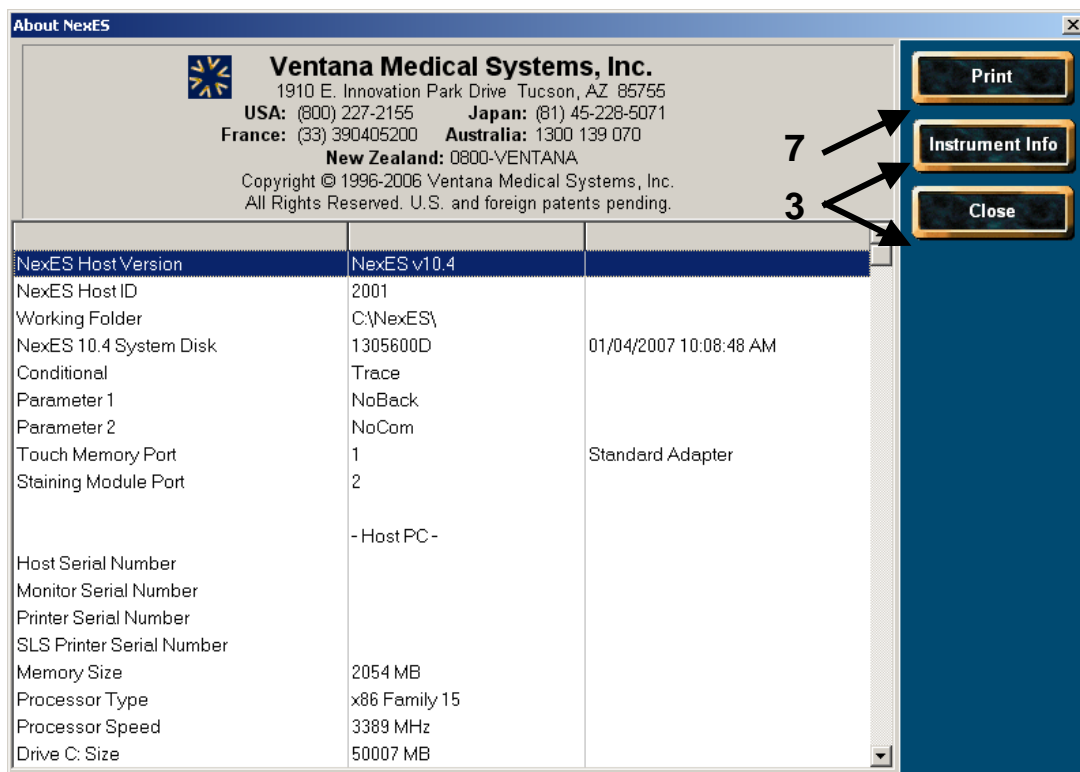 About NexES
Ventana Medical Systems, Inc.
1910 E. Innovation Park Drive Tucson, AZ 85755
USA: (800) 227-2155 Japan: (81) 45-228-5071
France: (33) 390405200 Australia: 1300 139 070
New Zealand: 0800-VENTANA
Copyright © 1996-2006 Ventana Medical Systems, Inc.
All Rights Reserved. U.S. and foreign patents pending.
Print
7
Instrument Info
3
Close
NexES Host Version NexES v10.4
NexES Host ID 2001
Working Folder C:\NexES\
NexES 10.4 System Disk 1305600D 01/04/2007 10:08:48 AM
Conditional Trace
Parameter 1 NoBack
Parameter 2 NoCom
Touch Memory Port 1 Standard Adapter
Staining Module Port 2
- Host PC -
Host Serial Number
Monitor Serial Number
Printer Serial Number
SLS Printer Serial Number
Memory Size 2054 MB
Processor Type x86 Family 15
Processor Speed 3389 MHz
Drive C: Size 50007 MB